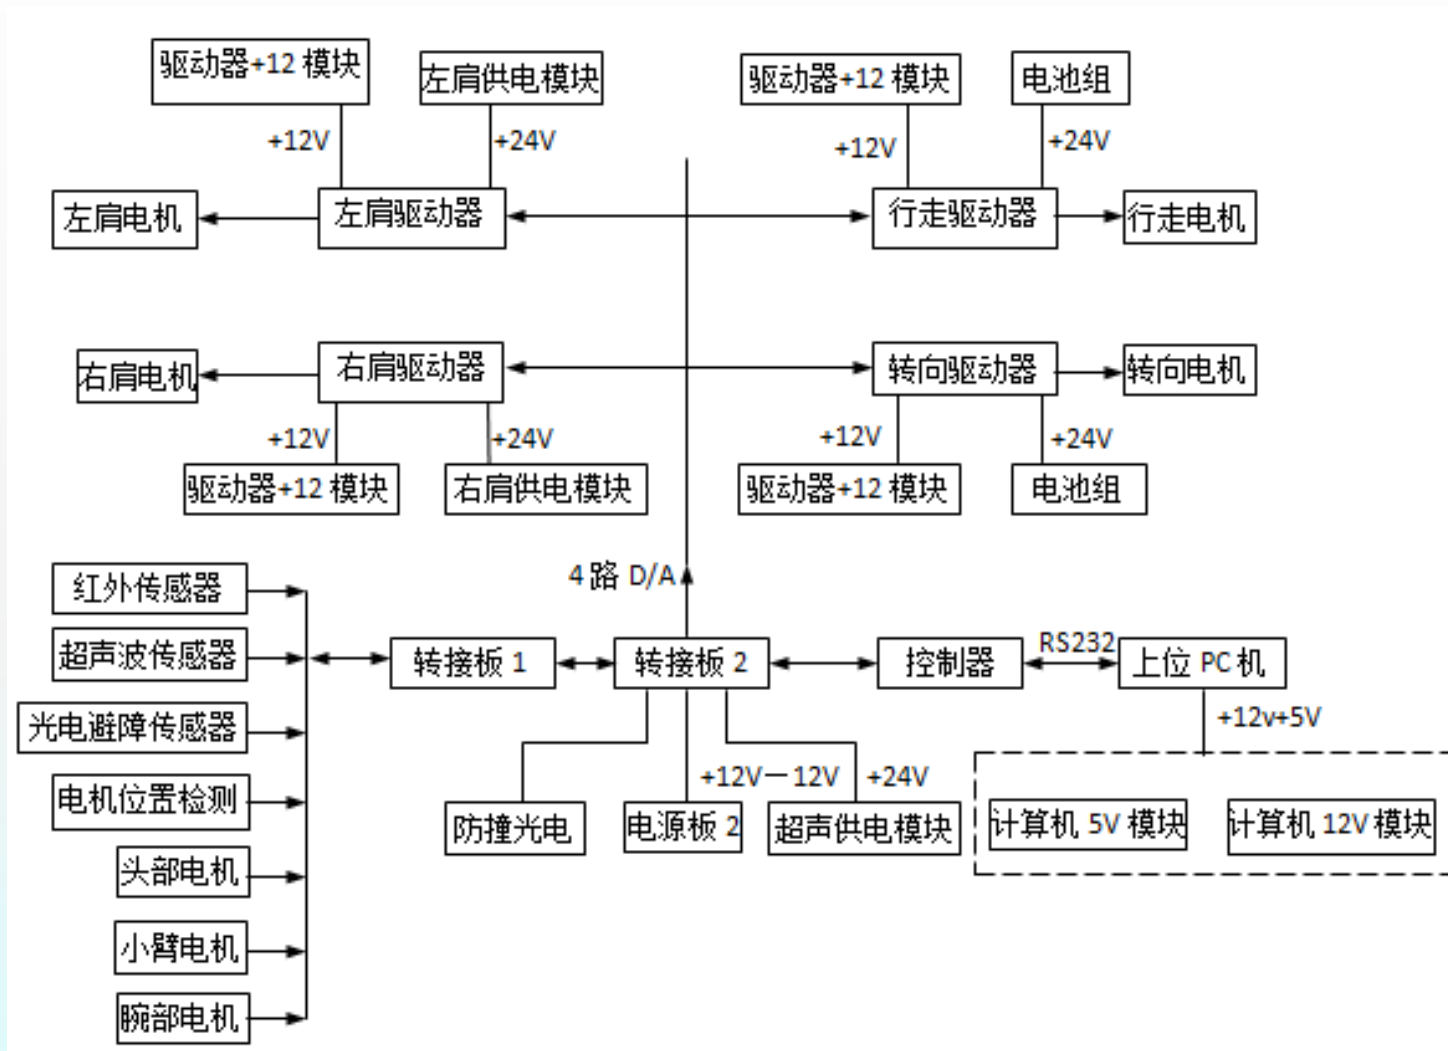 驱动器+12 模块
左肩供电模块
驱动器+12 模块
电池组
+12V
+24V
+12V
+24V
左肩电机
左肩驱动器
行走驱动器
行走电机
右肩电机
右肩驱动器
转向驱动器
转向电机
+12V
+24V
+12V
+24V
驱动器+12 模块
右肩供电模块
驱动器+12 模块
电池组
4 路 D/A
红外传感器
超声波传感器
光电避障传感器
电机位置检测
头部电机
小臂电机
腕部电机
转接板 1
转接板 2
控制器
RS232
上位 PC 机
+12v+5V
+12V－12V
+24V
防撞光电
电源板 2
超声供电模块
计算机 5V 模块
计算机 12V 模块